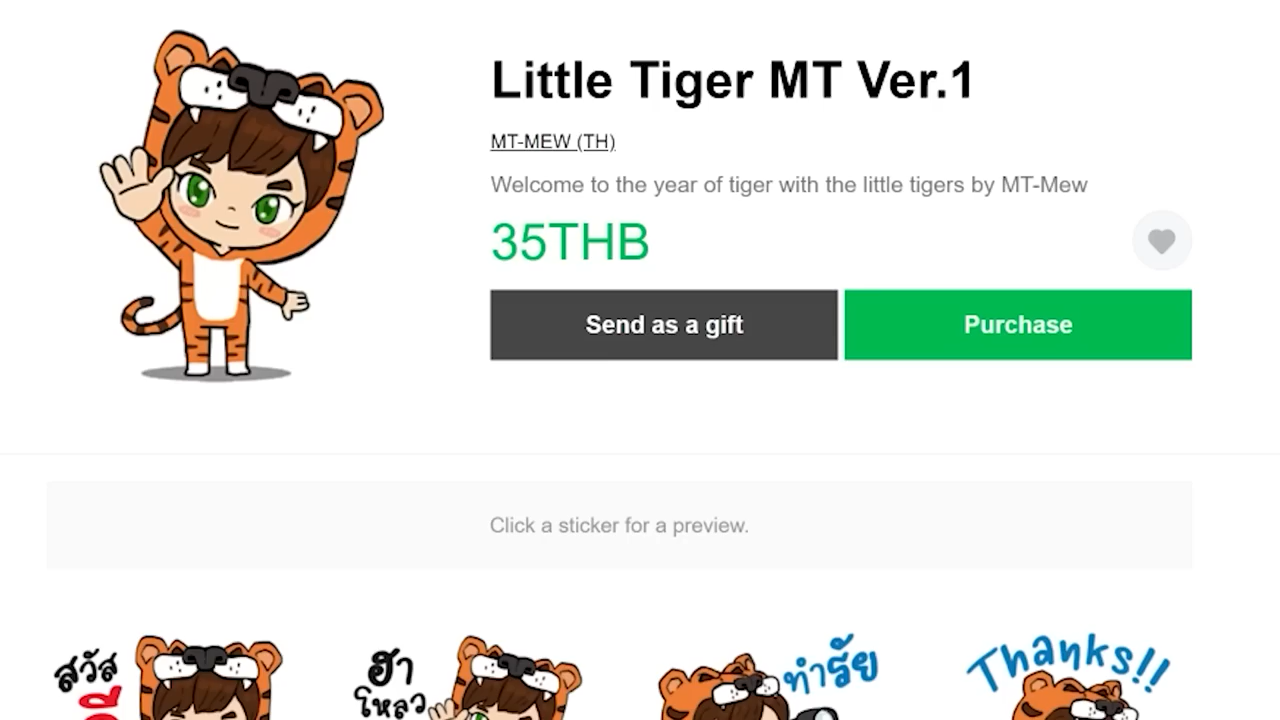 Little Tiger MT Ver.1
MT-MEW (TH)
Welcome to the year of tiger with the little tigers by MT-Mew
35THB
Send as a gift
Purchase
Click a sticker for a preview.
สวัส
ดี
ฮา
โหลว
ทำรัย
Thanks!!